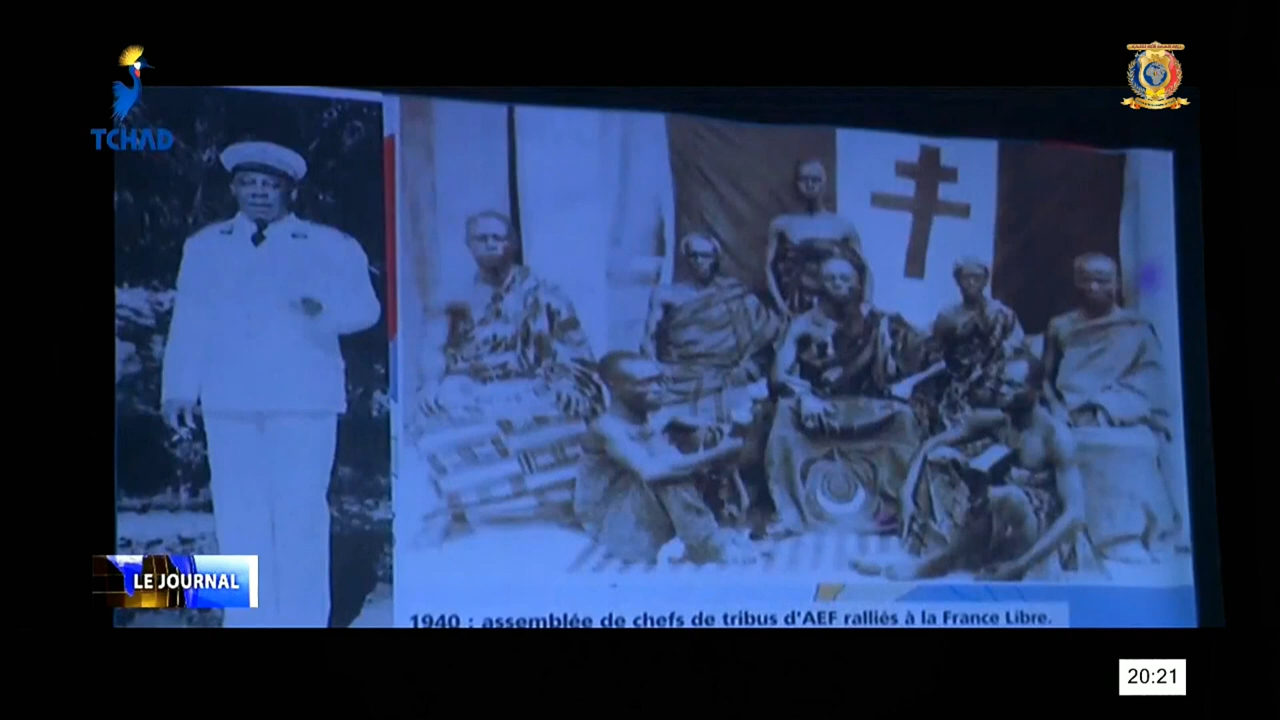 TCHAD
LE JOURNAL
1940 : assemblée de chefs de tribus d'AEF ralliés à la France Libre.
20:21